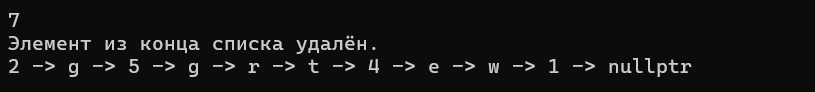 7
Элемент из конца списка удалён.
2 -> g -> 5 -> g -> r -> t -> 4 -> e -> w -> 1 -> nullptr